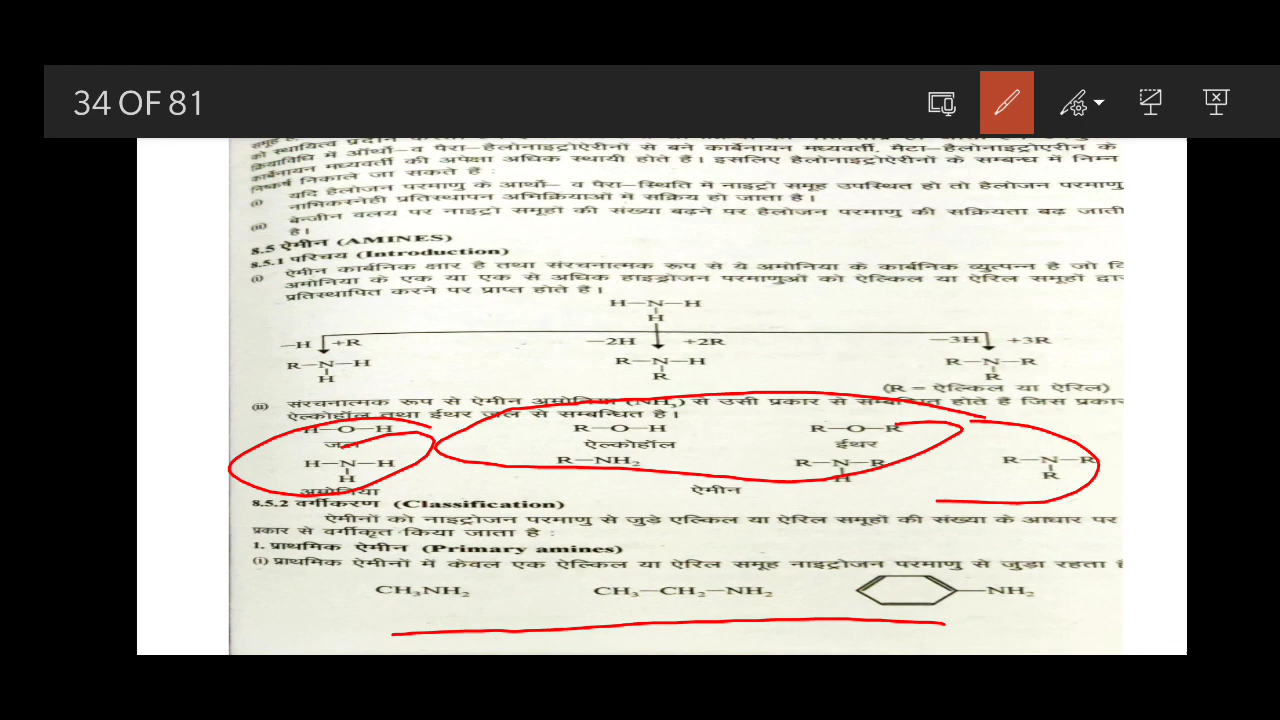 34 OF 81
को स्थायित्व प्रदान
क्रियाविधि में ऑर्थो– व पैरा–हैलोनाइट्रोऐरीनों से बने कार्बेनायन मध्यवर्ती, मैटा–हैलोनाइट्रोऐरीन के
कार्बेनायन मध्यवर्ती की अपेक्षा अधिक स्थायी होते हैं। इसलिए हैलोनाइट्रोऐरीनों के सम्बन्ध में निम्न
निष्कर्ष निकाले जा सकते हैं :
(i) यदि हैलोजन परमाणु के आर्थो– व पैरा–स्थिति में नाइट्रो समूह उपस्थित हो तो हैलोजन परमाणु
नाभिकस्नेही प्रतिस्थापन अभिक्रियाओं में सक्रिय हो जाता है।
(ii) बेन्जीन वलय पर नाइट्रो समूहों की संख्या बढ़ने पर हैलोजन परमाणु की सक्रियता बढ़ जाती
है।
8.5 ऐमीन (AMINES)
8.5.1 परिचय (Introduction)
(i) ऐमीन कार्बनिक क्षार है तथा संरचनात्मक रूप से ये अमोनिया के कार्बनिक व्युत्पन्न है जो
अमोनिया के एक या एक से अधिक हाइड्रोजन परमाणुओं को ऐल्किल या ऐरिल समूहों
प्रतिस्थापित करने पर प्राप्त होते हैं।
H—N—H
H
–H +R –2H +2R –3H +3R
R—N—H R—N—H R—N—R
H R R
(R = ऐल्किल या ऐरिल)
(ii) संरचनात्मक रूप से ऐमीन अमोनिया (NH₃) से उसी प्रकार से सम्बन्धित होते हैं जिस प्रकार
ऐल्कोहॉल तथा ईथर जल से सम्बन्धित है।
H—O—H R—O—H R—O—R
जल ऐल्कोहॉल ईथर
H—N—H R—NH₂ R—N—R R—N—R
H H R
अमोनिया ऐमीन
8.5.2 वर्गीकरण (Classification)
ऐमीनों को नाइट्रोजन परमाणु से जुडे एल्किल या ऐरिल समूहों की संख्या के आधार पर
प्रकार से वर्गीकृत किया जाता है :
1. प्राथमिक ऐमीन (Primary amines)
(i) प्राथमिक ऐमीनों में केवल एक ऐल्किल या ऐरिल समूह नाइट्रोजन परमाणु से जुड़ा रहता
CH₃NH₂ CH₃—CH₂—NH₂ —NH₂